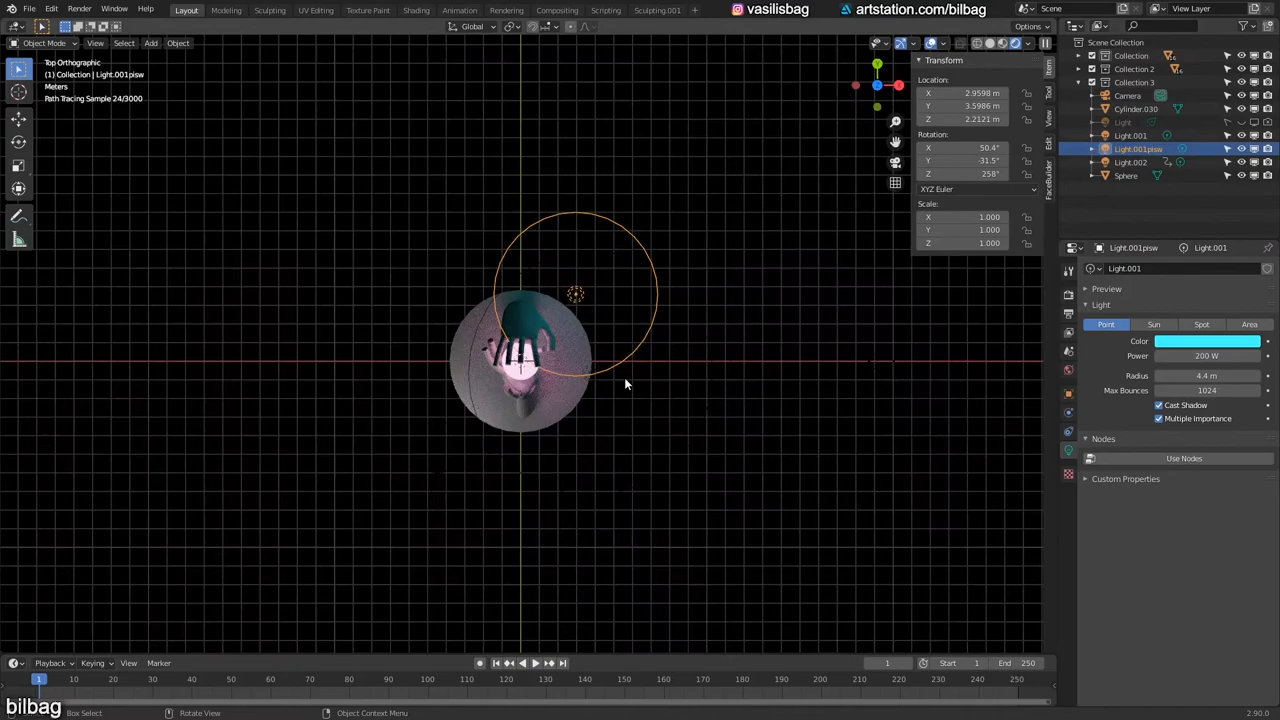 File Edit Render Window Help
Layout Modeling Sculpting UV Editing Texture Paint Shading Animation Rendering Compositing Scripting Sculpting.001 +
vasilisbag
artstation.com/bilbag
Scene
View Layer
Global
Options
Object Mode View Select Add Object
Top Orthographic
(1) Collection | Light.001pisw
Meters
Path Tracing Sample 24/3000
Y
X
Z
Transform
Location:
X 2.9598 m
Y 3.5986 m
Z 2.2121 m
Rotation:
X 50.4°
Y -31.5°
Z 258°
XYZ Euler
Scale:
X 1.000
Y 1.000
Z 1.000
Item
Tool
View
Edit
FaceBuilder
Scene Collection
Collection
Collection 2 16
Collection 3
Camera
Cylinder.030
Light
Light.001
Light.001pisw
Light.002
Sphere
Light.001pisw Light.001
Light.001
Preview
Light
Point Sun Spot Area
Color
Power 200 W
Radius 4.4 m
Max Bounces 1024
Cast Shadow
Multiple Importance
Nodes
Use Nodes
Custom Properties
Playback Keying View Marker
1
Start 1
End 250
1 10 20 30 40 50 60 70 80 90 100 110 120 130 140 150 160 170 180 190 200 210 220 230 240 250
bilbag
Box Select
Rotate View
Object Context Menu
2.90.0